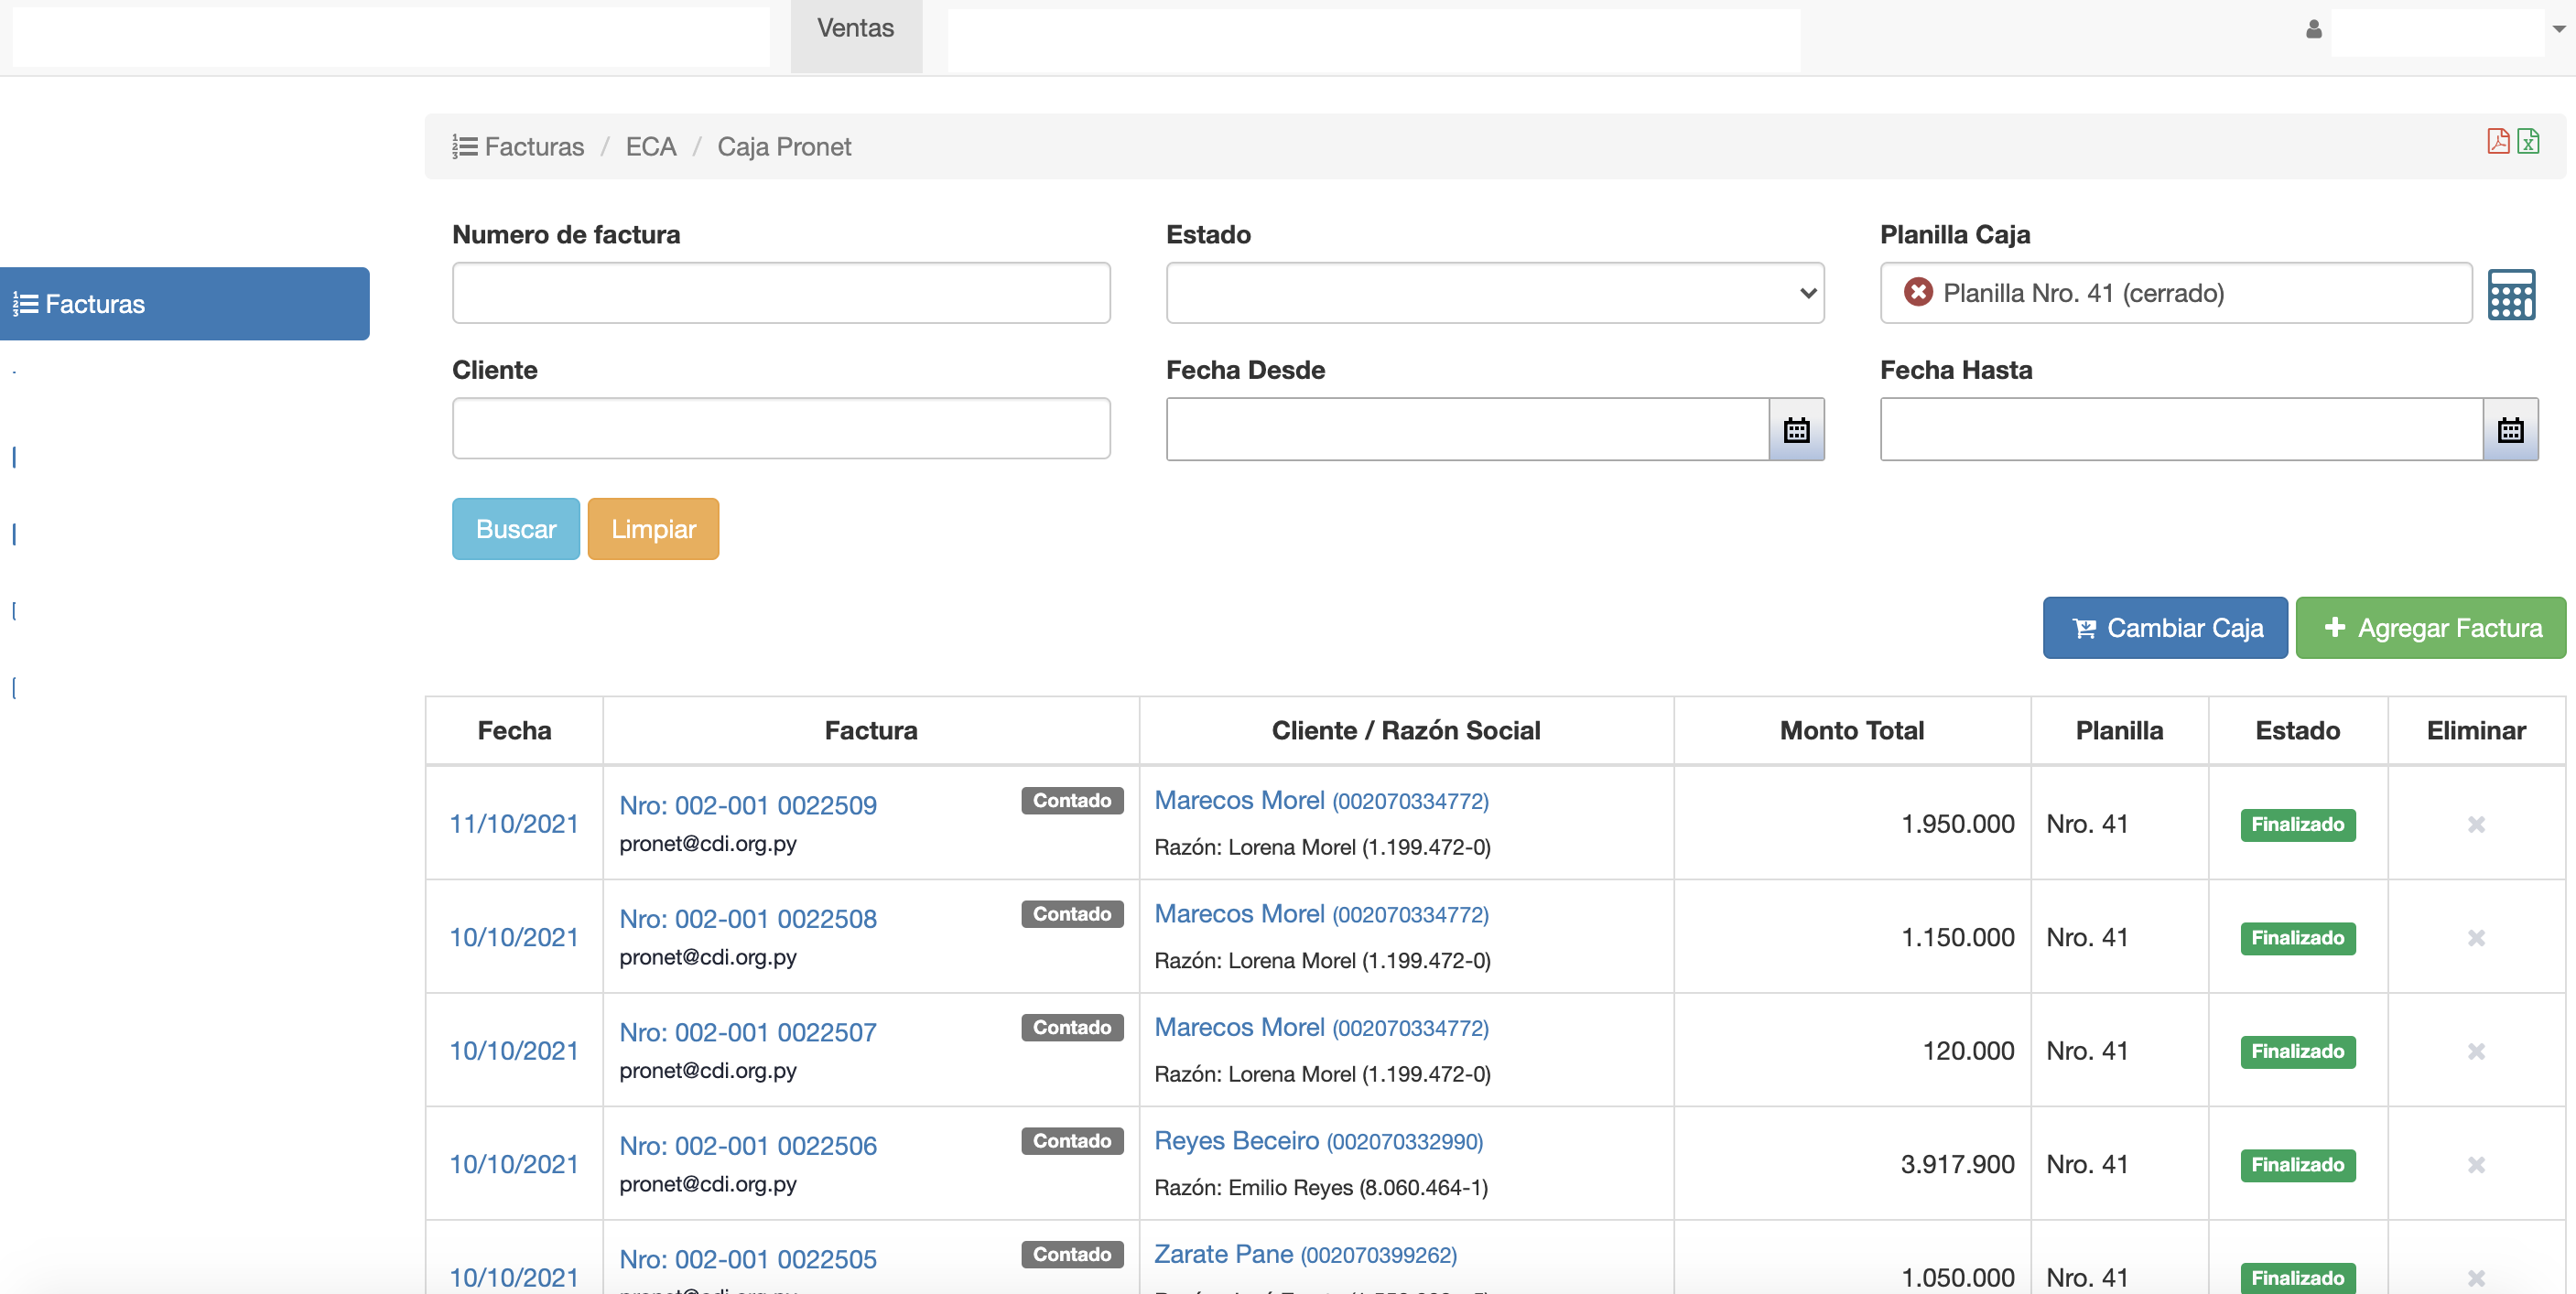 Ventas
Facturas / ECA / Caja Pronet
Facturas
Numero de factura
Estado
Planilla Caja
Planilla Nro. 41 (cerrado)
Cliente
Fecha Desde
Fecha Hasta
Buscar Limpiar
Cambiar Caja Agregar Factura
Fecha Factura Cliente / Razón Social Monto Total Planilla Estado Eliminar
11/10/2021 Nro: 002-001 0022509 Contado Marecos Morel (002070334772) 1.950.000 Nro. 41 Finalizado
pronet@cdi.org.py Razón: Lorena Morel (1.199.472-0)
10/10/2021 Nro: 002-001 0022508 Contado Marecos Morel (002070334772) 1.150.000 Nro. 41 Finalizado
pronet@cdi.org.py Razón: Lorena Morel (1.199.472-0)
10/10/2021 Nro: 002-001 0022507 Contado Marecos Morel (002070334772) 120.000 Nro. 41 Finalizado
pronet@cdi.org.py Razón: Lorena Morel (1.199.472-0)
10/10/2021 Nro: 002-001 0022506 Contado Reyes Beceiro (002070332990) 3.917.900 Nro. 41 Finalizado
pronet@cdi.org.py Razón: Emilio Reyes (8.060.464-1)
10/10/2021 Nro: 002-001 0022505 Contado Zarate Pane (002070399262) 1.050.000 Nro. 41 Finalizado